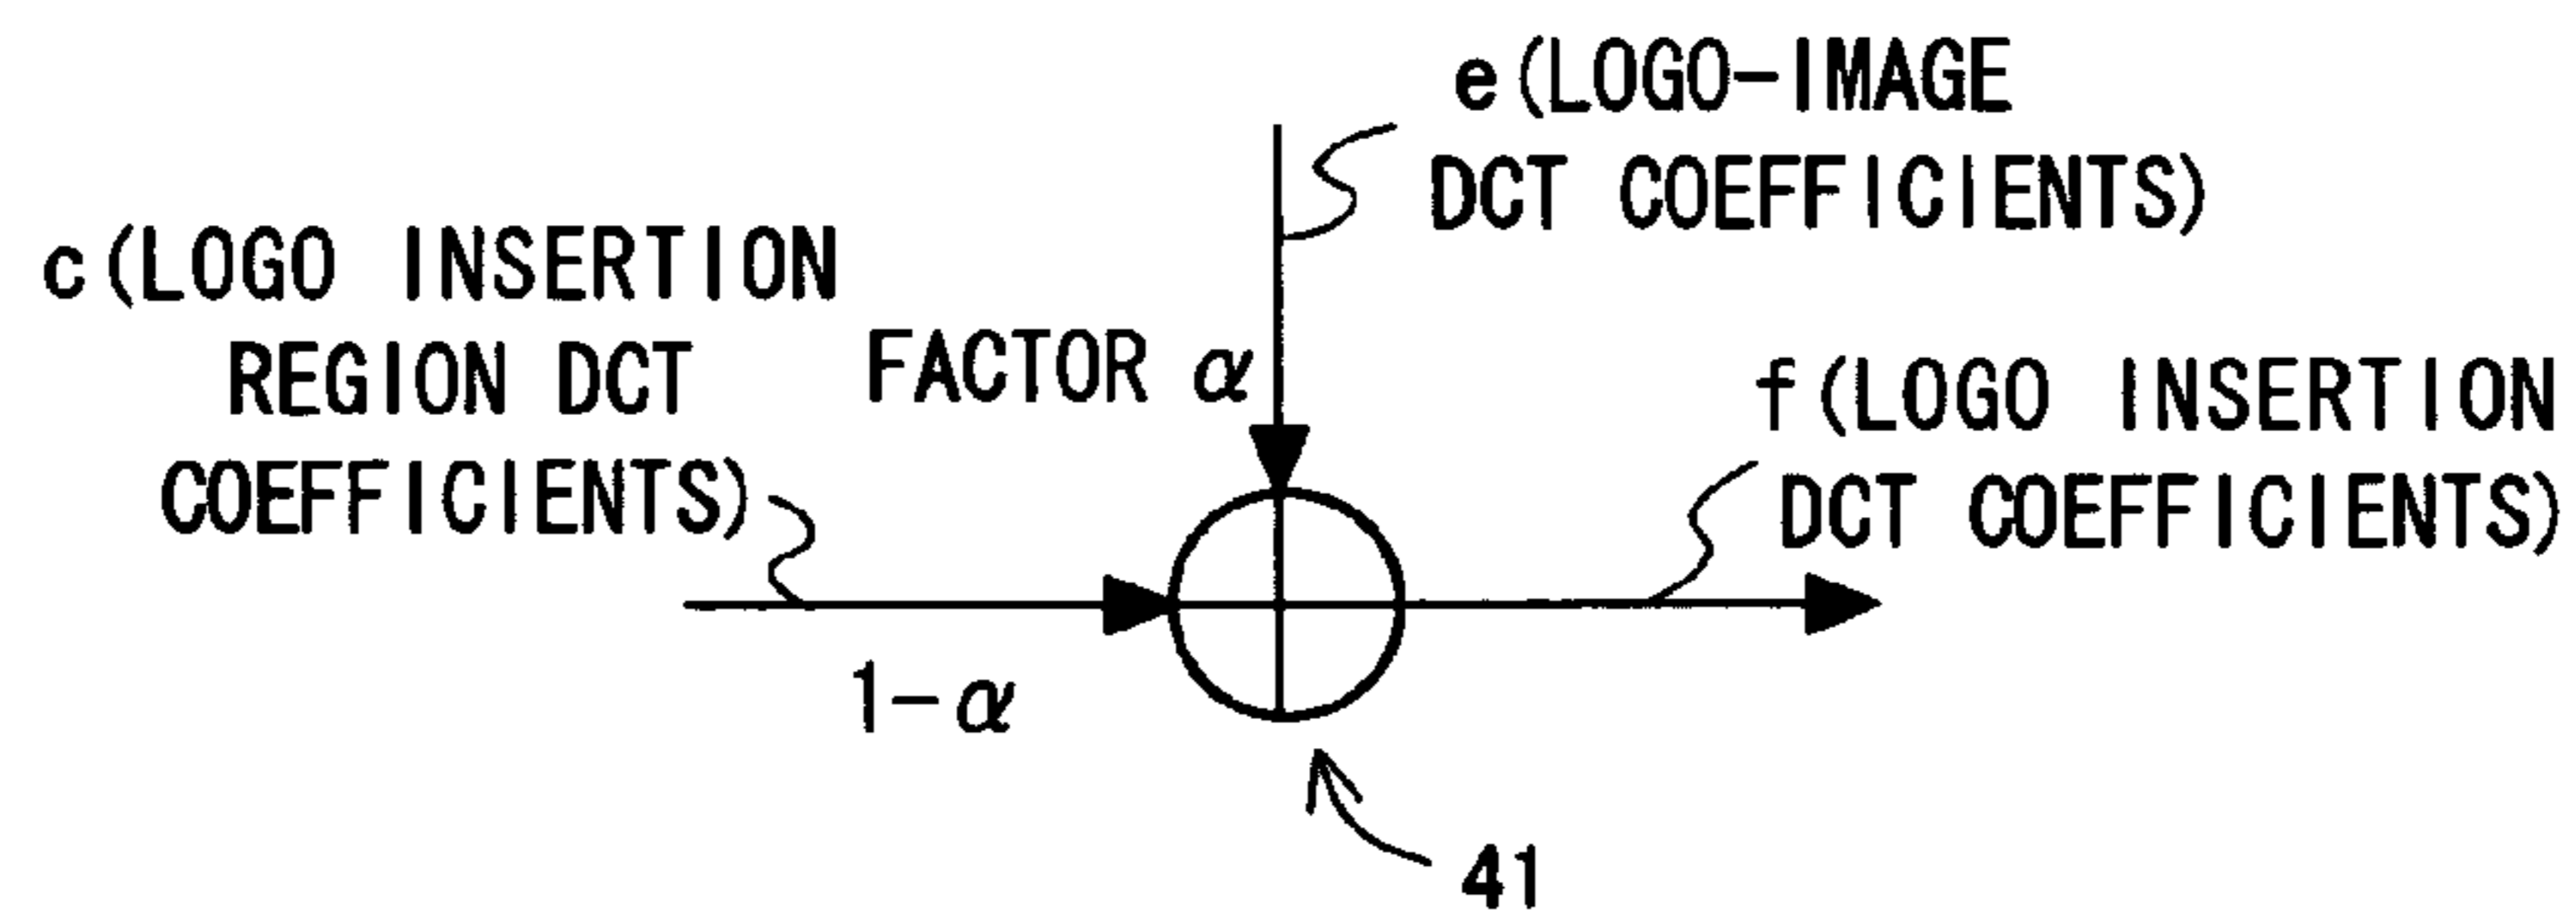 e(LOGO-IMAGE
DCT COEFFICIENTS)
c(LOGO INSERTION
REGION DCT
COEFFICIENTS)
FACTOR α
f(LOGO INSERTION
DCT COEFFICIENTS)
1-α
41